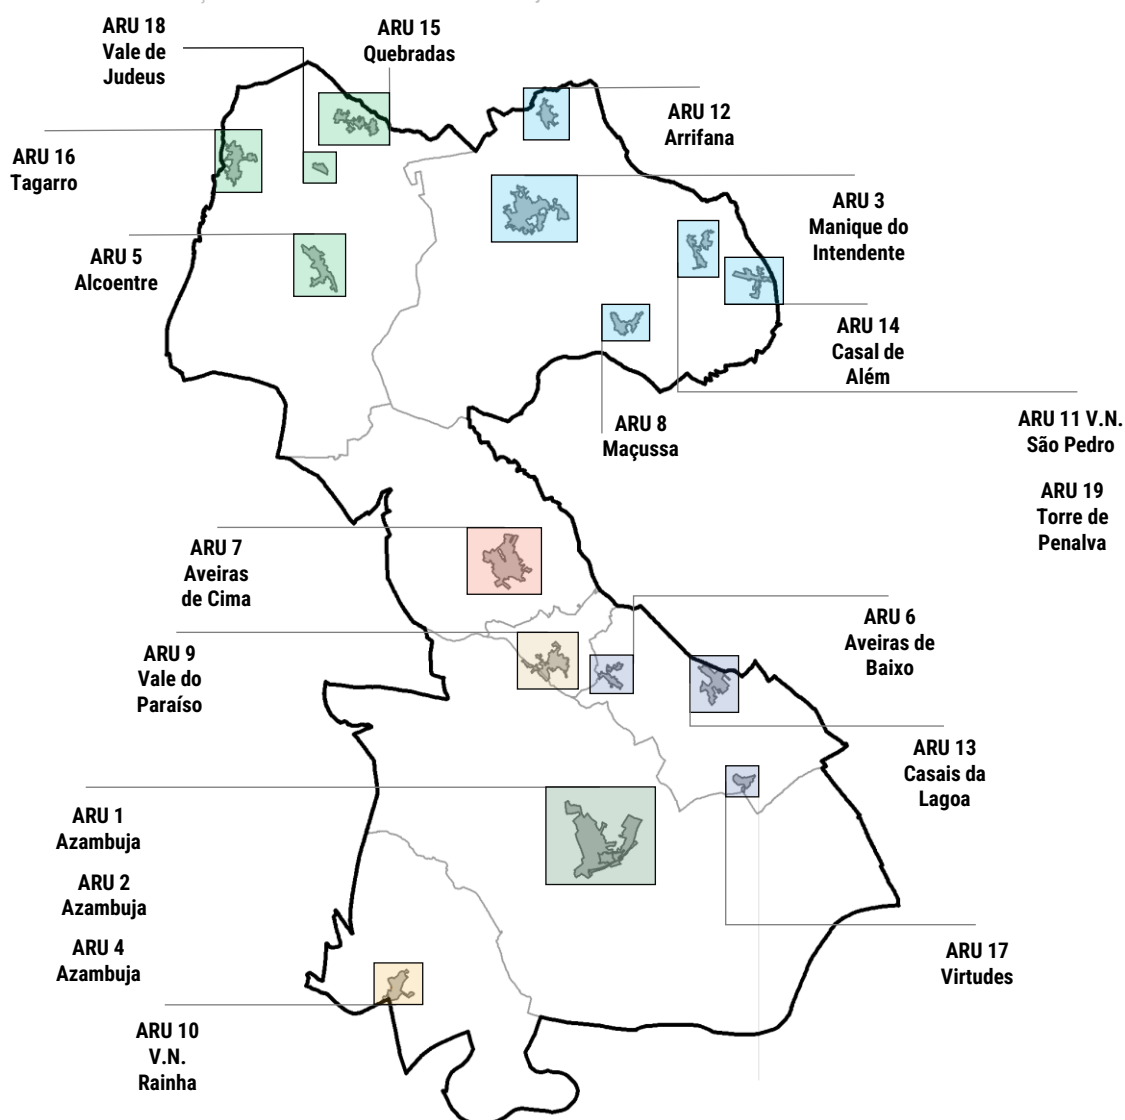 ARU 18
Vale de
Judeus
ARU 15
Quebradas
ARU 12
Arrifana
ARU 16
Tagarro
ARU 3
Manique do
Intendente
ARU 5
Alcoentre
ARU 14
Casal de
Além
ARU 8
Maçussa
ARU 11 V.N.
São Pedro
ARU 19
Torre de
Penalva
ARU 7
Aveiras
de Cima
ARU 6
Aveiras de
Baixo
ARU 9
Vale do
Paraíso
ARU 13
Casais da
Lagoa
ARU 1
Azambuja
ARU 2
Azambuja
ARU 4
Azambuja
ARU 17
Virtudes
ARU 10
V.N.
Rainha